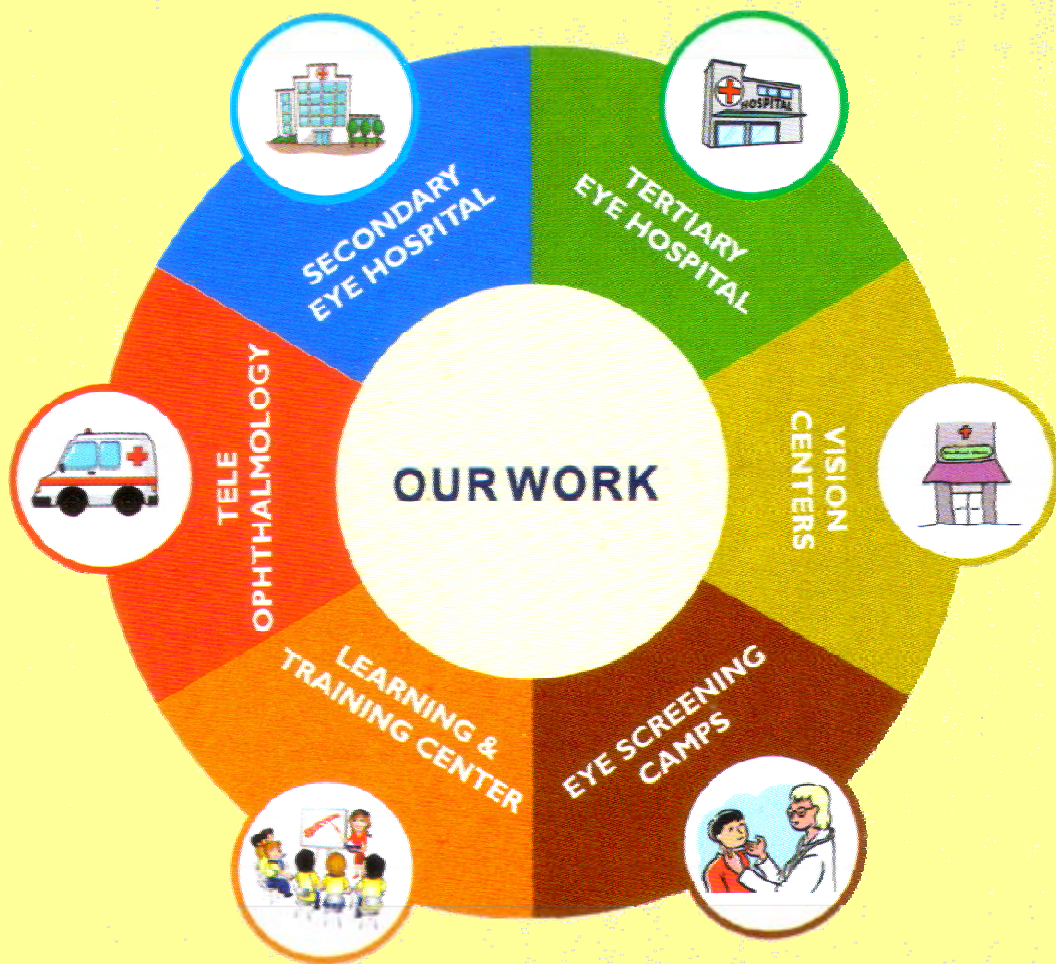 SECONDARY
EYE HOSPITAL
TERTIARY
EYE HOSPITAL
HOSPITAL
TELE
OPHTHALMOLOGY
OUR WORK
VISION
CENTERS
LEARNING &
TRAINING CENTER
EYE SCREENING
CAMPS